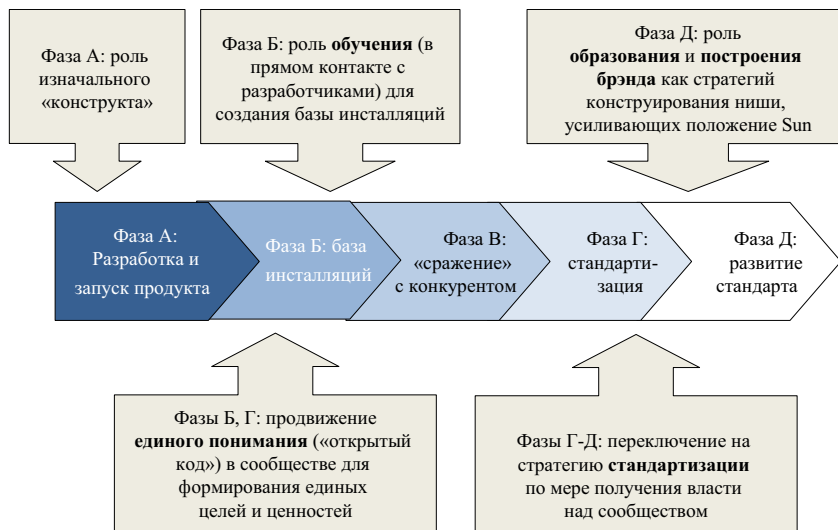 Фаза А: роль
изначального
«конструкта»
Фаза Б: роль обучения (в
прямом контакте с
разработчиками) для
создания базы инсталляций
Фаза Д: роль
образования и построения
брэнда как стратегий
конструирования ниши,
усиливающих положение Sun
Фаза А:
Разработка и
запуск продукта
Фаза Б: база
инсталляций
Фаза В:
«сражение»
с конкурентом
Фаза Г:
стандарти-
зация
Фаза Д:
развитие
стандарта
Фазы Б, Г: продвижение
единого понимания («открытый
код») в сообществе для
формирования единых
целей и ценностей
Фазы Г-Д: переключение на
стратегию стандартизации
по мере получения власти
над сообществом